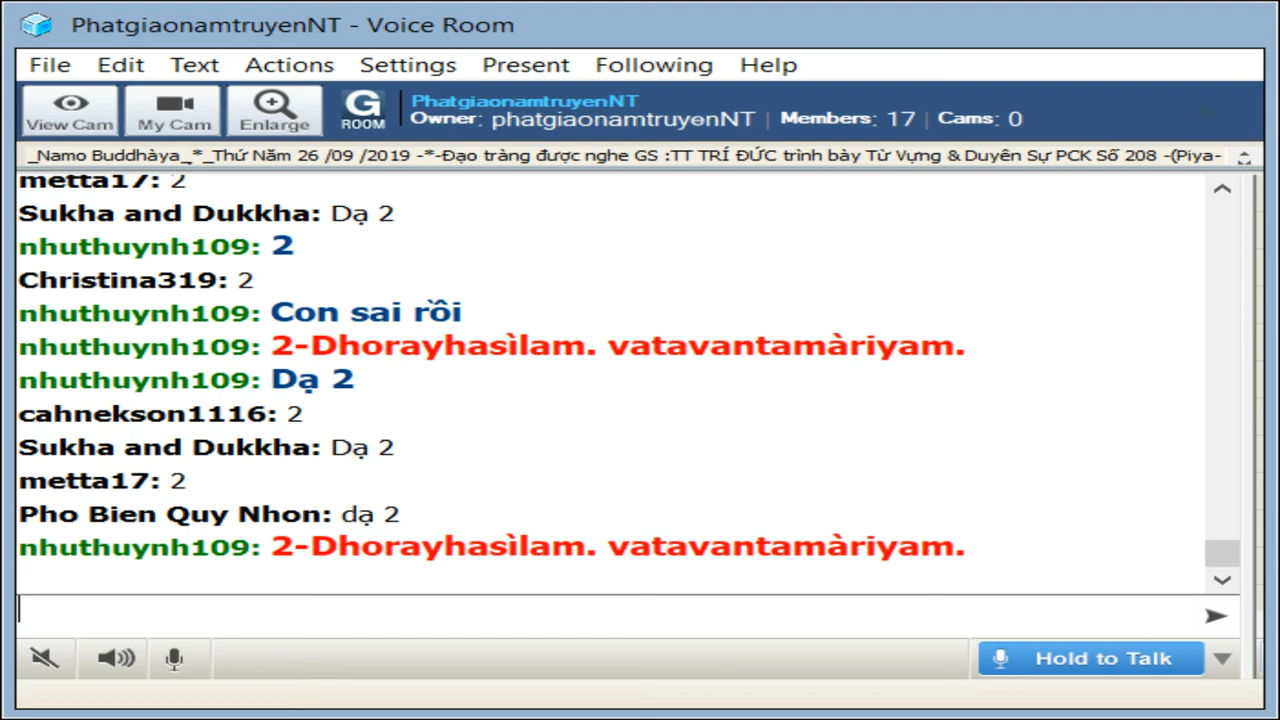 PhatgiaonamtruyenNT - Voice Room
File Edit Text Actions Settings Present Following Help
View Cam My Cam Enlarge G ROOM
PhatgiaonamtruyenNT
Owner: phatgiaonamtruyenNT | Members: 17 | Cams: 0
_Namo Buddhàya_*_Thứ Năm 26 /09 /2019 -*-Đạo tràng được nghe GS :TT TRÍ ĐỨC trình bày Từ Vựng & Duyên Sự PCK Số 208 -(Piya-
metta17: 2
Sukha and Dukkha: Dạ 2
nhuthuynh109: 2
Christina319: 2
nhuthuynh109: Con sai rồi
nhuthuynh109: 2-Dhorayhasìlam. vatavantamàriyam.
nhuthuynh109: Dạ 2
cahnekson1116: 2
Sukha and Dukkha: Dạ 2
metta17: 2
Pho Bien Quy Nhon: dạ 2
nhuthuynh109: 2-Dhorayhasìlam. vatavantamàriyam.
Hold to Talk